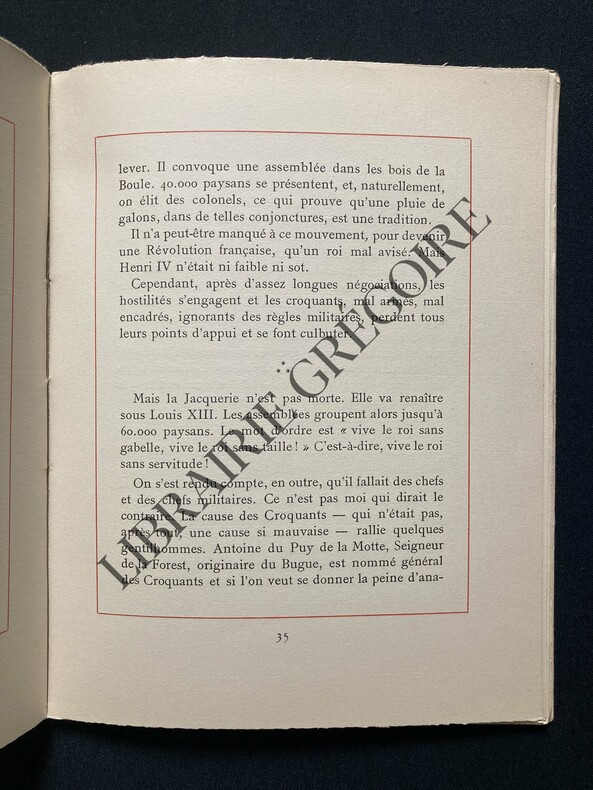 lever. Il convoque une assemblée dans les bois de la
Boule. 40.000 paysans se présentent, et, naturellement,
on élit des colonels, ce qui prouve qu'une pluie de
galons, dans de telles conjonctures, est une tradition.
Il n'a peut-être manqué à ce mouvement, pour devenir
une Révolution française, qu'un roi mal avisé. Mais
Henri IV n'était ni faible ni sot.
Cependant, après d'assez longues négociations, les
hostilités s'engagent et les croquants, mal armés, mal
encadrés, ignorants des règles militaires, perdent tous
leurs points d'appui et se font culbuter.
Mais la Jacquerie n'est pas morte. Elle va renaître
sous Louis XIII. Les assemblées groupent alors jusqu'à
60.000 paysans. Le mot d'ordre est « vive le roi sans
gabelle, vive le roi sans taille ! » C'est-à-dire, vive le roi
sans servitude !
On s'est rendu compte, en outre, qu'il fallait des chefs
et des chefs militaires. Ce n'est pas moi qui dirait le
contraire. La cause des Croquants — qui n'était pas,
après tout, une cause si mauvaise — rallie quelques
gentilhommes. Antoine du Puy de la Motte, Seigneur
de la Forest, originaire du Bugue, est nommé général
des Croquants et si l'on veut se donner la peine d'ana-
35
LIBRAIRIE GRÉGOIRE